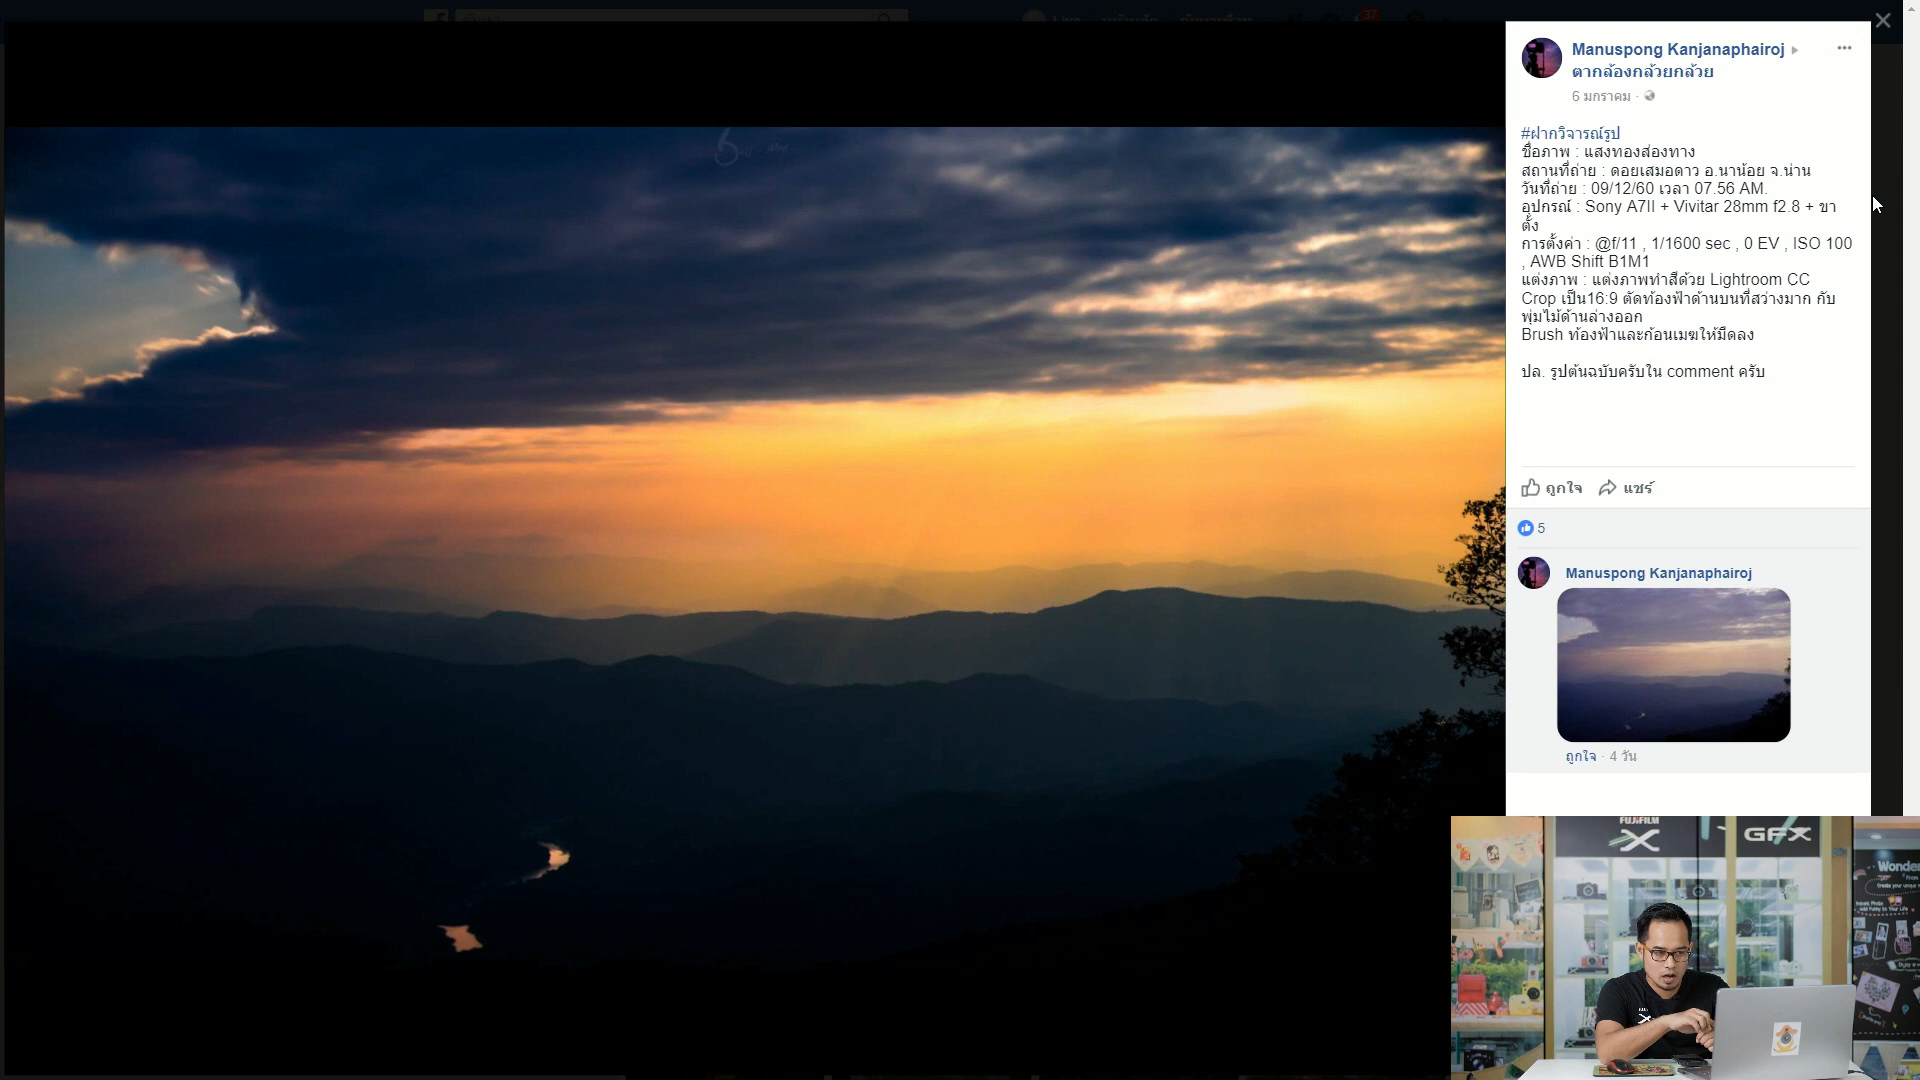 37
Manuspong Kanjanaphairoj
ตากล้องกล้วยกล้วย
6 มกราคม ·
#ฝากวิจารณ์รูป
ชื่อภาพ : แสงทองส่องทาง
สถานที่ถ่าย : ดอยเสมอดาว อ.นาน้อย จ.น่าน
วันที่ถ่าย : 09/12/60 เวลา 07.56 AM.
อุปกรณ์ : Sony A7II + Vivitar 28mm f2.8 + ขา
ตั้ง
การตั้งค่า : @f/11 , 1/1600 sec , 0 EV , ISO 100
, AWB Shift B1M1
แต่งภาพ : แต่งภาพทำสีด้วย Lightroom CC
Crop เป็น16:9 ตัดท้องฟ้าด้านบนที่สว่างมาก กับ
พุ่มไม้ด้านล่างออก
Brush ท้องฟ้าและก้อนเมฆให้มืดลง
ปล. รูปต้นฉบับครับใน comment ครับ
ถูกใจ แชร์
5
Manuspong Kanjanaphairoj
ถูกใจ · 4 วัน
FUJIFILM
X
GFX
Wonder
X